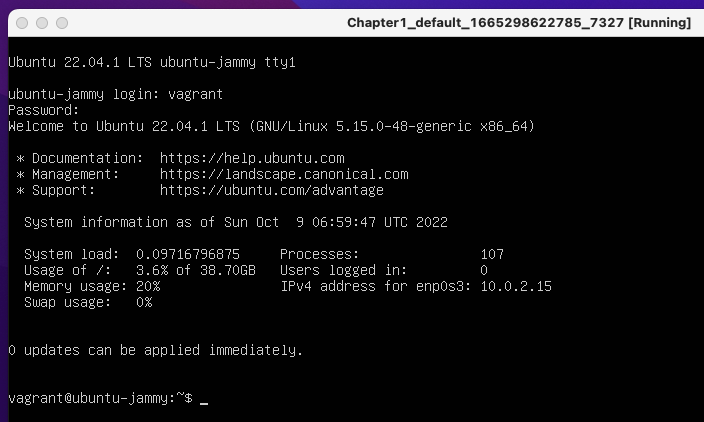 Chapter1_default_1665298622785_7327 [Running]
Ubuntu 22.04.1 LTS ubuntu-jammy tty1
ubuntu-jammy login: vagrant
Password:
Welcome to Ubuntu 22.04.1 LTS (GNU/Linux 5.15.0-48-generic x86_64)
* Documentation:  https://help.ubuntu.com
* Management:     https://landscape.canonical.com
* Support:        https://ubuntu.com/advantage
System information as of Sun Oct  9 06:59:47 UTC 2022
System load:  0.09716796875     Processes:               107
Usage of /:   3.6% of 38.70GB   Users logged in:         0
Memory usage: 20%               IPv4 address for enp0s3: 10.0.2.15
Swap usage:   0%
0 updates can be applied immediately.
vagrant@ubuntu-jammy:~$ _